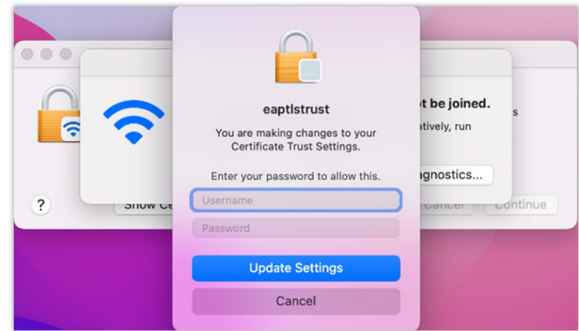 eaptlstrust
You are making changes to your
Certificate Trust Settings.
Enter your password to allow this.
Username
Password
Update Settings
Cancel
t be joined.
atively, run
agnostics...
s
?
Show Ce
Cancel
Continue